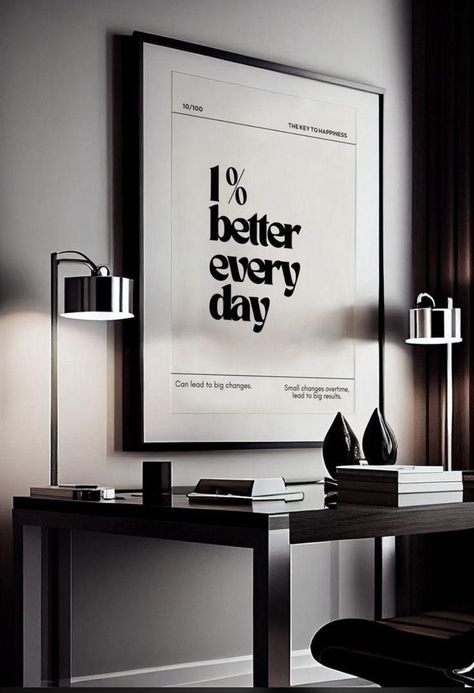 10/100
THE KEY TO HAPPINESS
1%
better
every
day
Can lead to big changes.
Small changes overtime,
lead to big results.